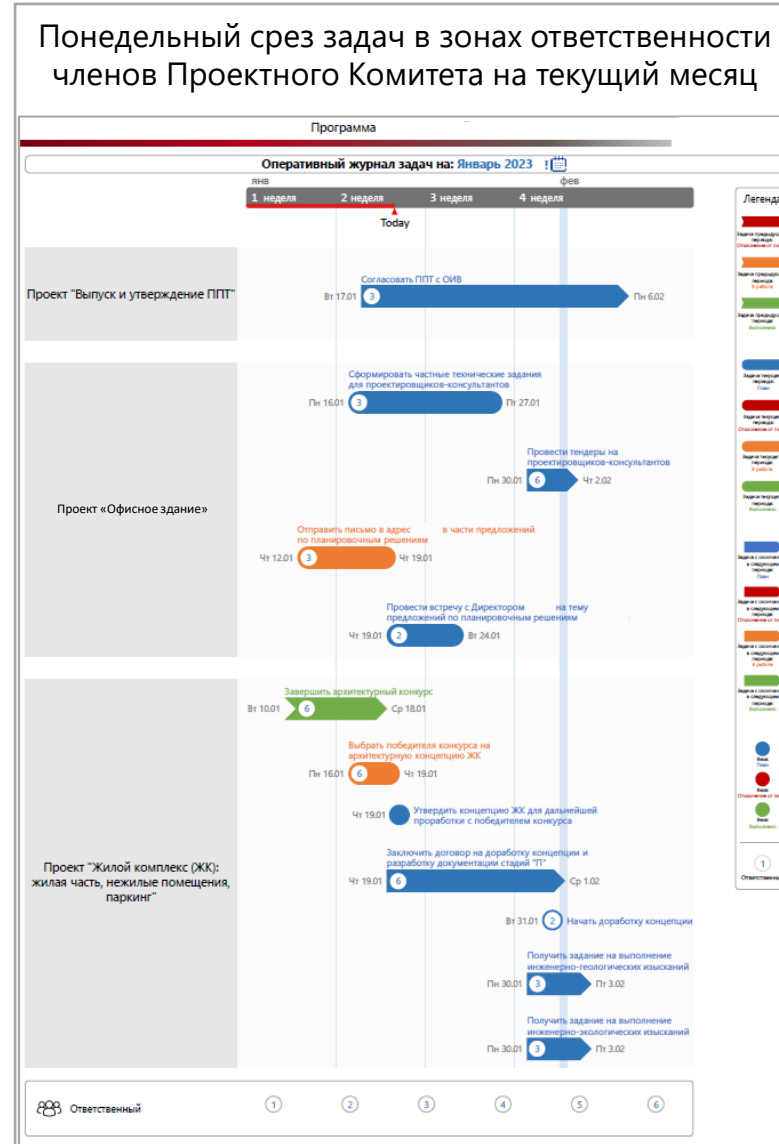 Понедельный срез задач в зонах ответственности
членов Проектного Комитета на текущий месяц
Программа
Оперативный журнал задач на: Январь 2023 !
янв
фев
1 неделя
2 неделя
3 неделя
4 неделя
Today
Проект "Выпуск и утверждение ППТ"
Согласовать ППТ с ОИВ
Вт 17.01
3
Пн 6.02
Проект «Офисное здание»
Сформировать частные технические задания
для проектировщиков-консультантов
Пн 16.01
3
Пт 27.01
Провести тендеры на
проектировщиков-консультантов
Пн 30.01
6
Чт 2.02
Отправить письмо в адрес в части предложений
по планировочным решениям
Чт 12.01
3
Чт 19.01
Провести встречу с Директором на тему
предложений по планировочным решениям
Чт 19.01
2
Вт 24.01
Проект "Жилой комплекс (ЖК):
жилая часть, нежилые помещения,
паркинг"
Завершить архитектурный конкурс
Вт 10.01
6
Ср 18.01
Выбрать победителя конкурса на
архитектурную концепцию ЖК
Пн 16.01
6
Чт 19.01
Чт 19.01
Утвердить концепцию ЖК для дальнейшей
проработки с победителем конкурса
Заключить договор на доработку концепции и
разработку документации стадий "П"
Чт 19.01
6
Ср 1.02
Вт 31.01
2
Начать доработку концепции
Получить задание на выполнение
инженерно-геологических изысканий
Пн 30.01
3
Пт 3.02
Получить задание на выполнение
инженерно-экологических изысканий
Пн 30.01
3
Пт 3.02
Ответственный
1
2
3
4
5
6
Легенда
1